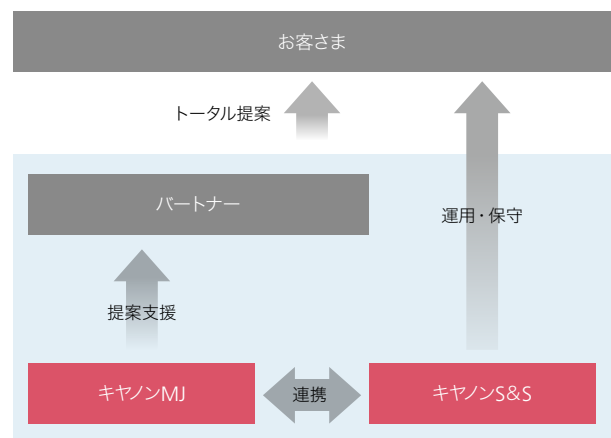 お客さま
トータル提案
パートナー
運用・保守
提案支援
キヤノンMJ
連携
キヤノンS&S